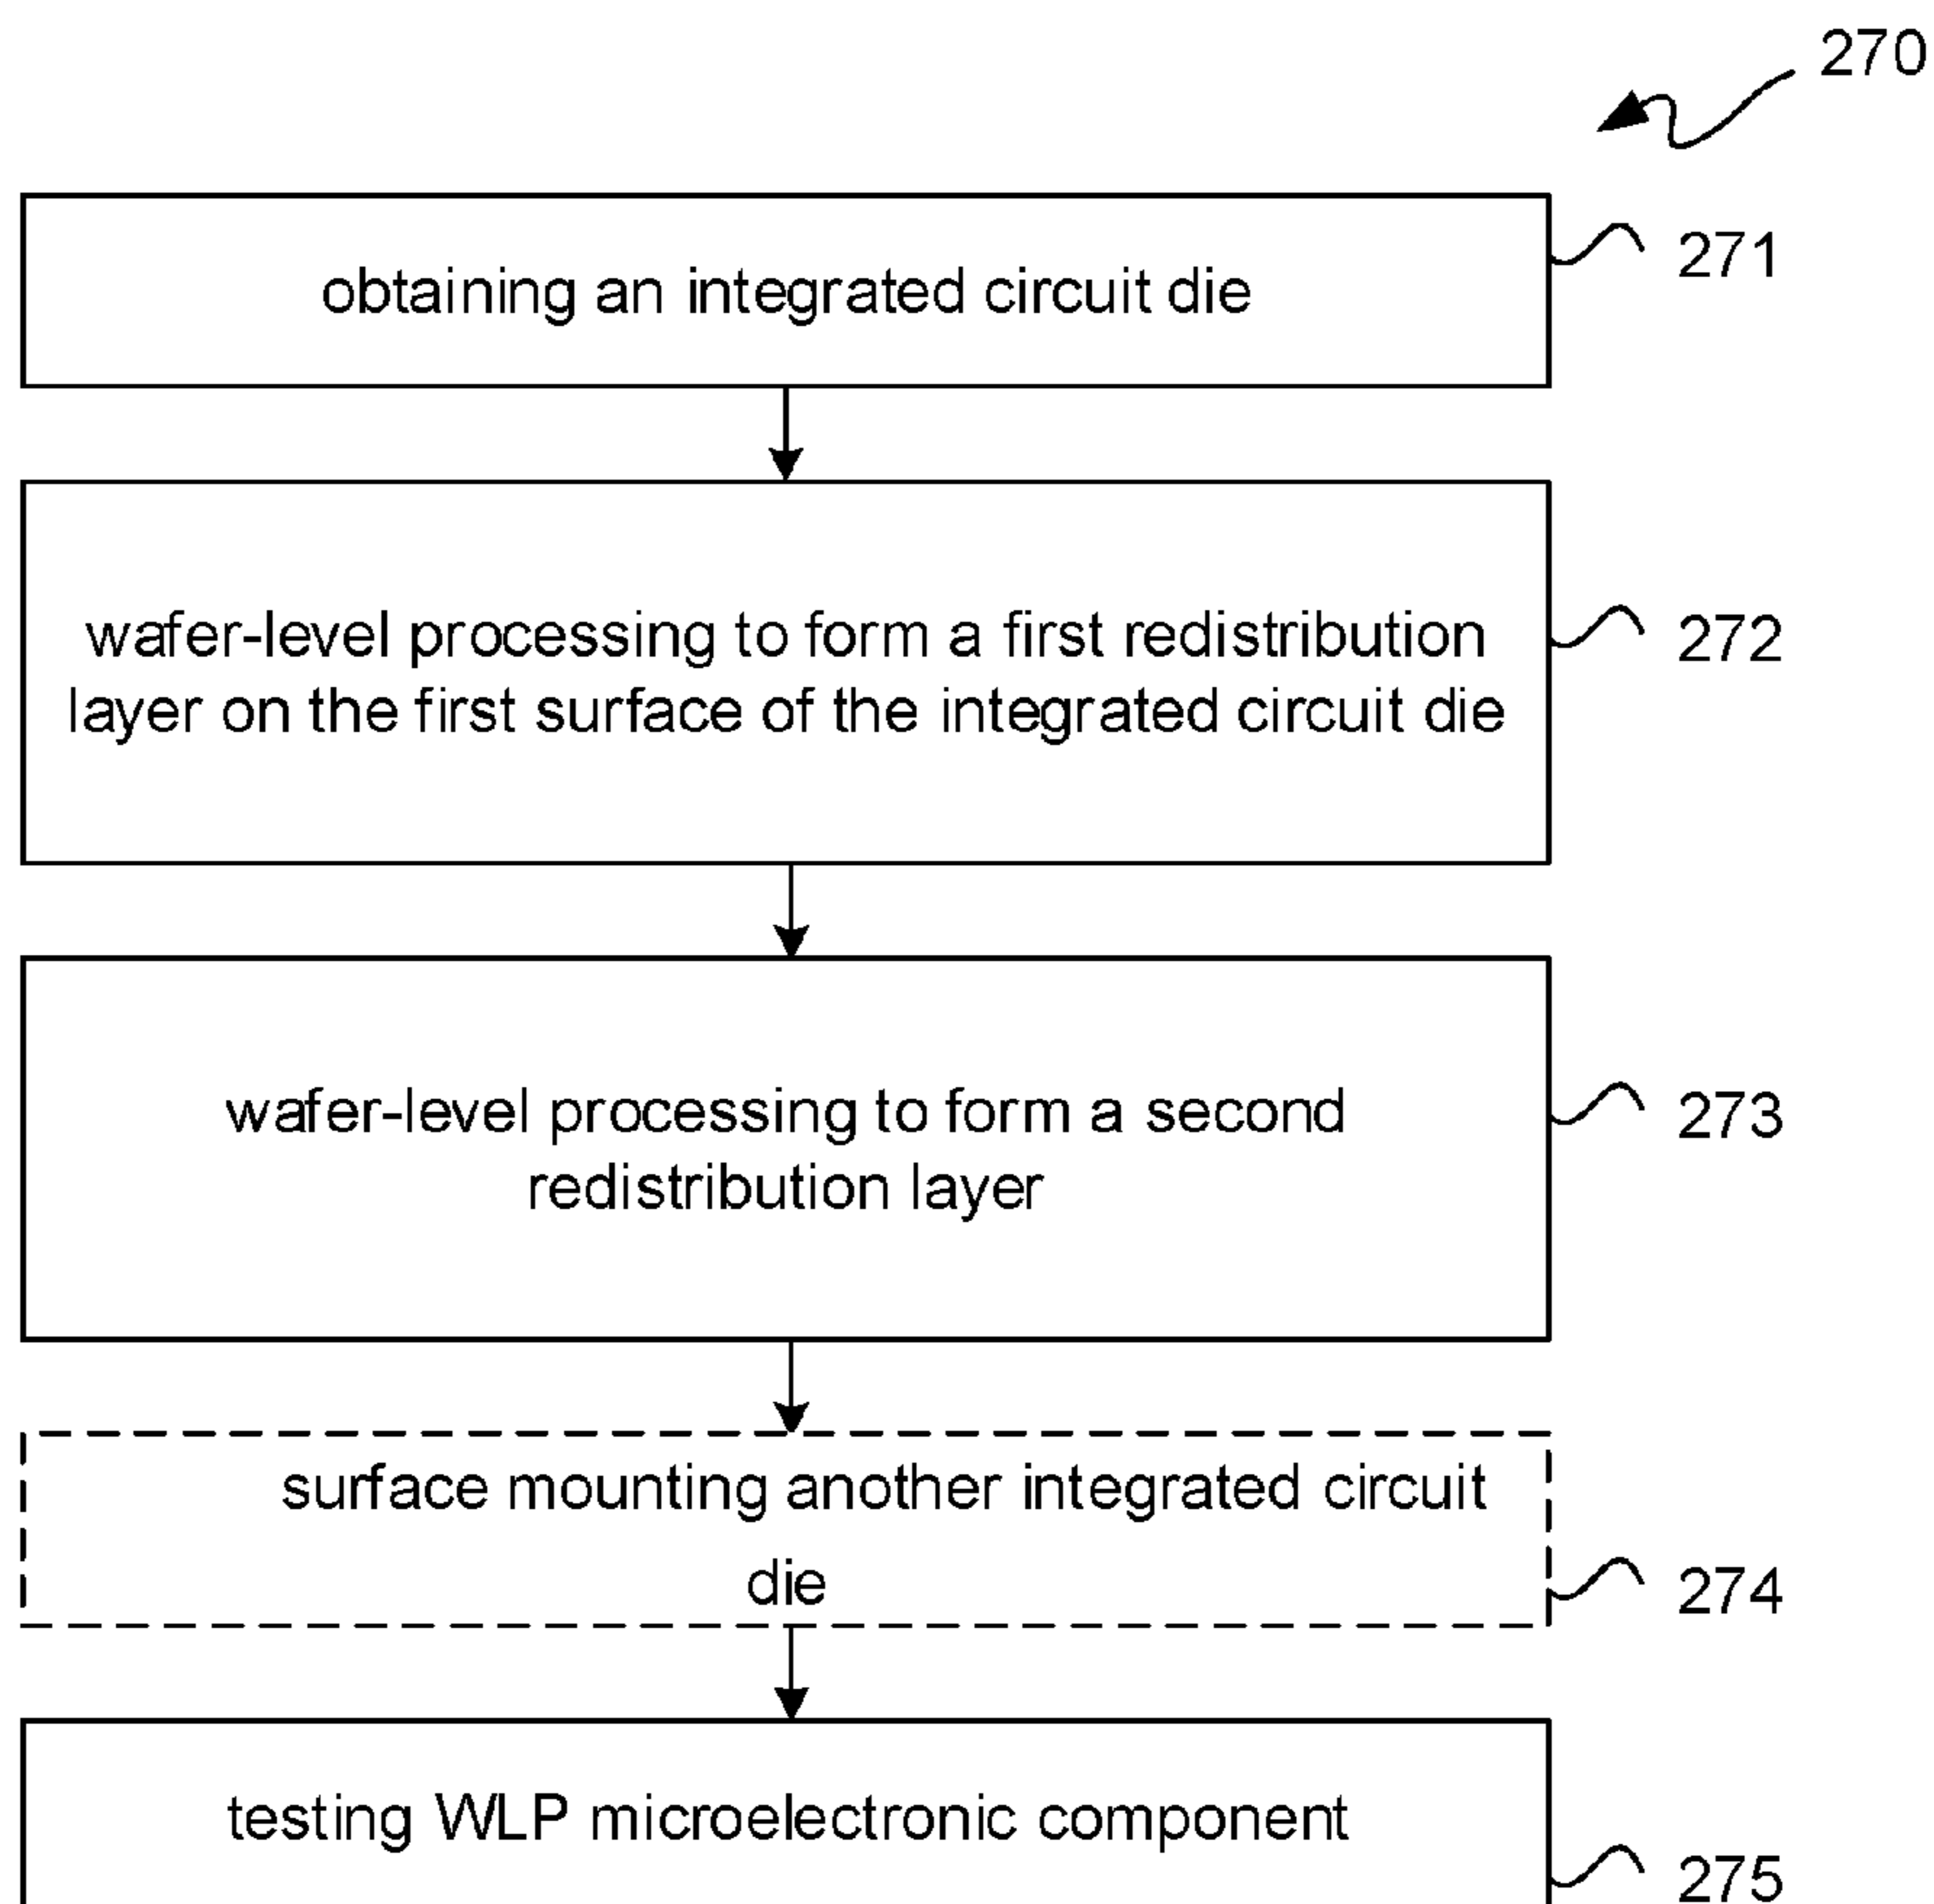 270
obtaining an integrated circuit die
271
wafer-level processing to form a first redistribution
layer on the first surface of the integrated circuit die
272
wafer-level processing to form a second
redistribution layer
273
surface mounting another integrated circuit
die
274
testing WLP microelectronic component
275